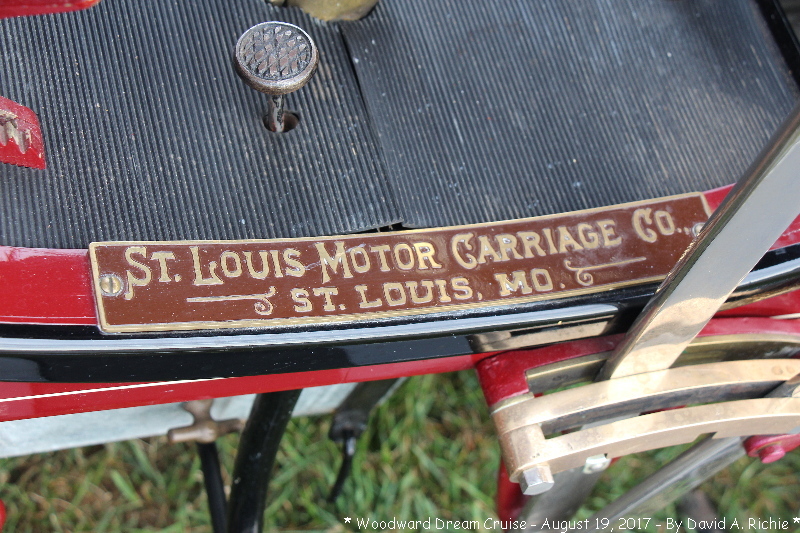 St. Louis Motor Carriage Co.
St. Louis, Mo.
* Woodward Dream Cruise - August 19, 2017 - By David A. Richie *